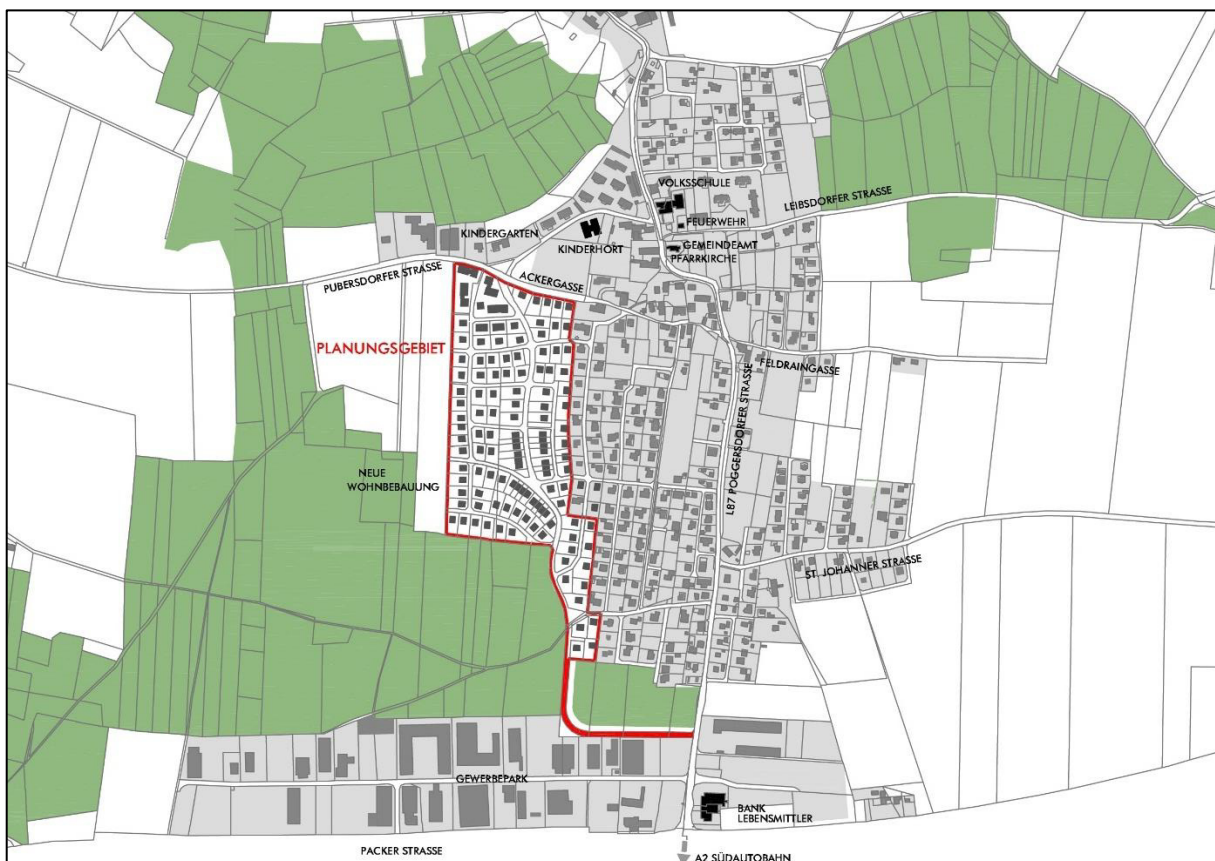 VOLKSSCHULE
LEIBSDORFER STRASSE
FEUERWEHR
KINDERGARTEN
KINDERHORT
GEMEINDEAMT
PFARRKIRCHE
PUBERSDORFER STRASSE
ACKERGASSE
PLANUNGSGEBIET
FELDRAINGASSE
L87 POGGERSDORFER STRASSE
NEUE
WOHNBEBAUUNG
ST. JOHANNER STRASSE
GEWERBEPARK
BANK
LEBENSMITTLER
PACKER STRASSE
A2 SÜDAUTOBAHN